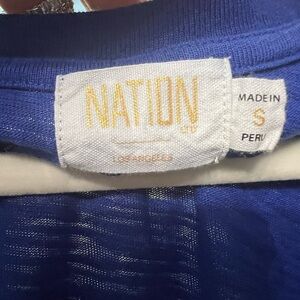 NATION
LTD
LOS ANGELES
MADE IN
S
PERU